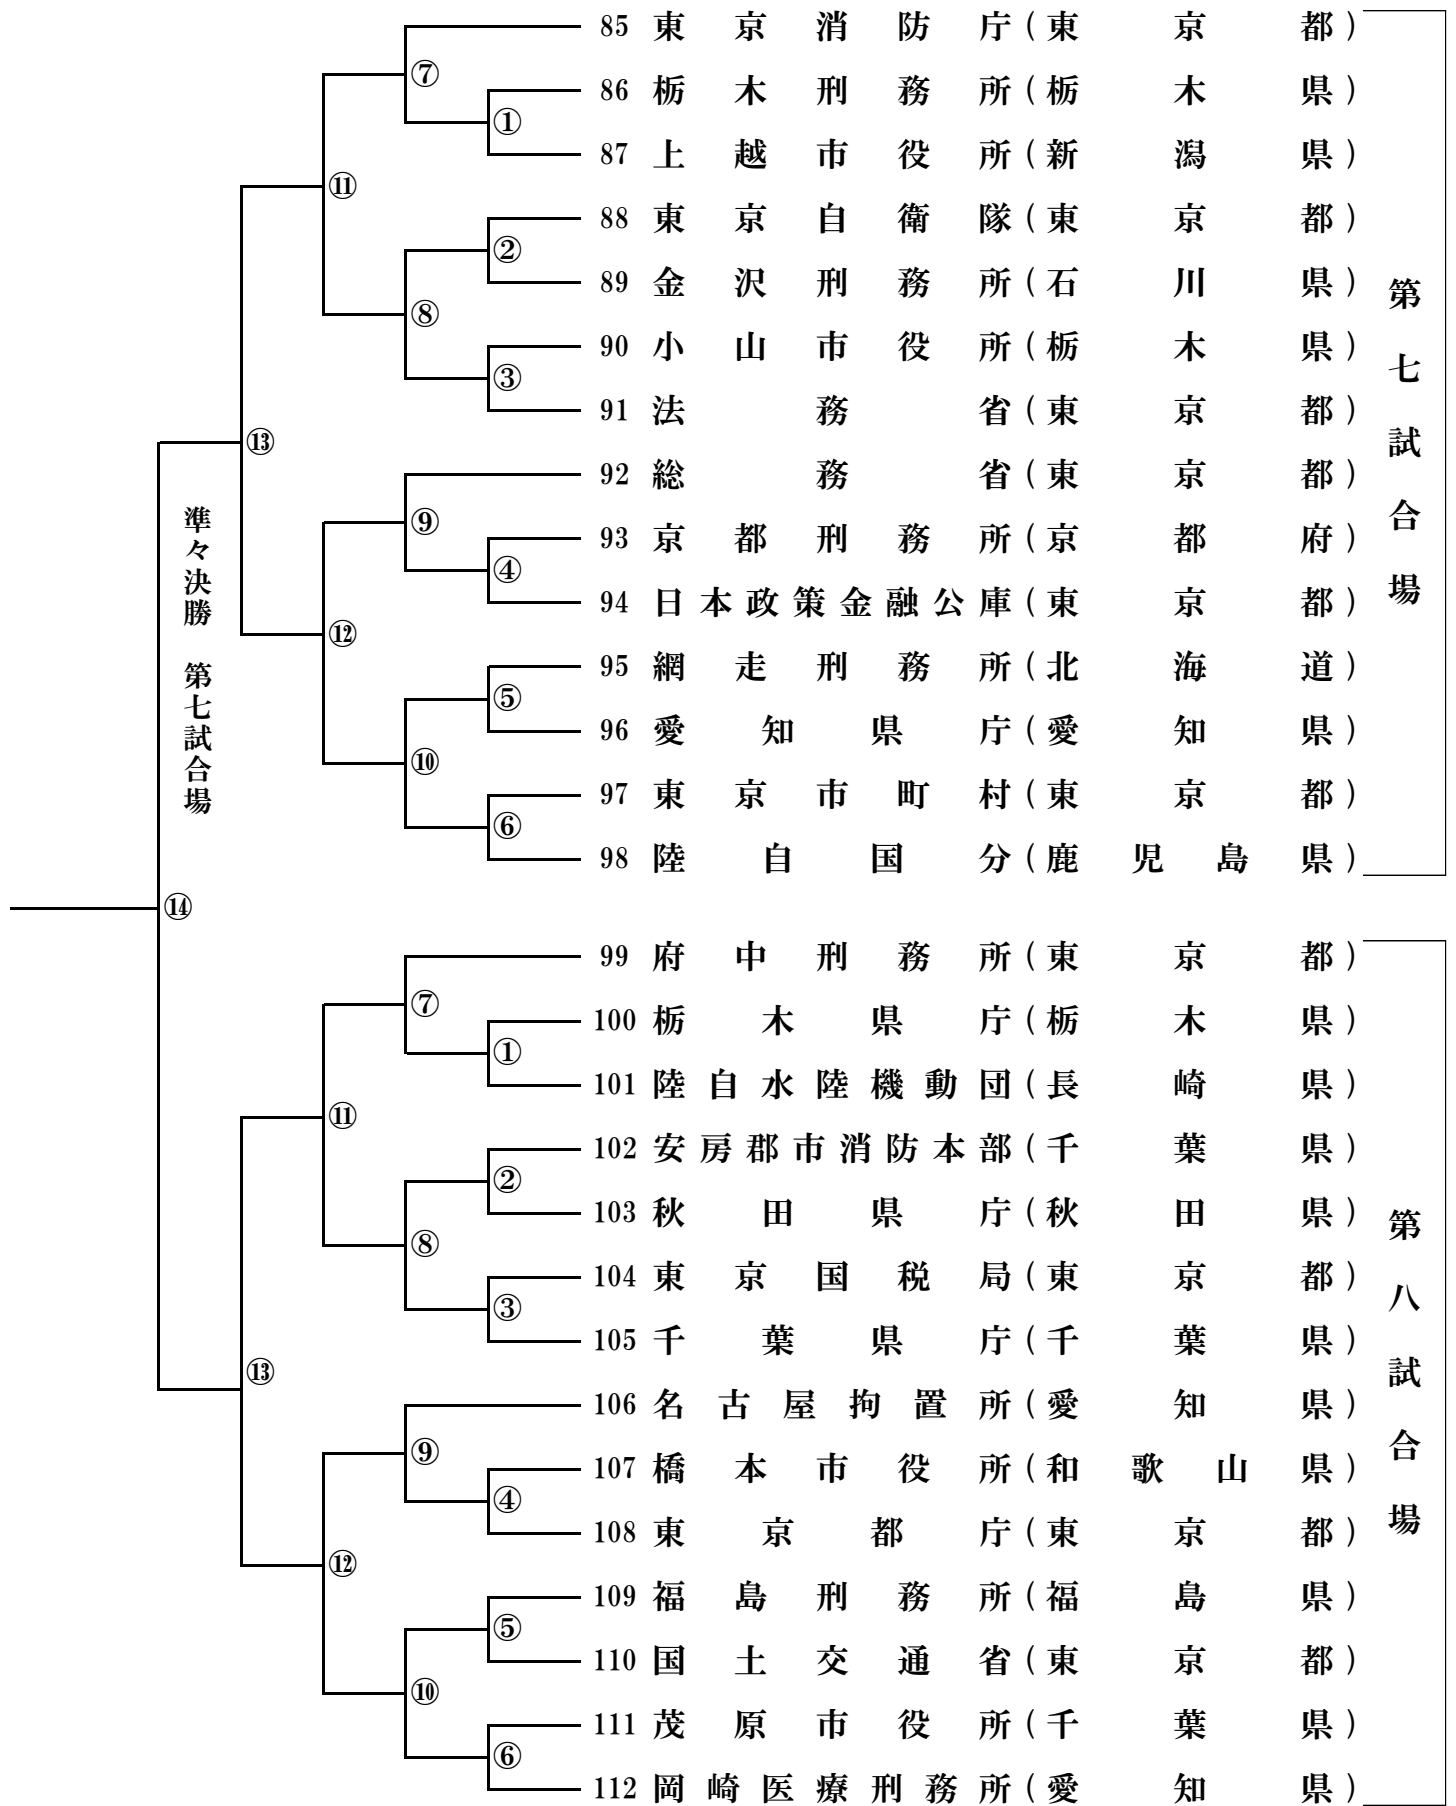 85 東京消防庁(東京都)
⑦
86 栃木刑務所(栃木県)
①
87 上越市役所(新潟県)
⑪
88 東京自衛隊(東京都)
②
89 金沢刑務所(石川県)
⑧
90 小山市役所(栃木県)
③
91 法務省(東京都)
⑬
92 総務省(東京都)
⑨
93 京都刑務所(京都府)
④
94 日本政策金融公庫(東京都)
⑫
95 網走刑務所(北海道)
⑤
96 愛知県庁(愛知県)
⑩
97 東京市町村(東京都)
⑥
98 陸自国分(鹿児島県)
第七試合場
準々決勝 第七試合場
⑭
99 府中刑務所(東京都)
⑦
100 栃木県庁(栃木県)
①
101 陸自水陸機動団(長崎県)
⑪
102 安房郡市消防本部(千葉県)
②
103 秋田県庁(秋田県)
⑧
104 東京国税局(東京都)
③
105 千葉県庁(千葉県)
⑬
106 名古屋拘置所(愛知県)
⑨
107 橋本市役所(和歌山県)
④
108 東京都庁(東京都)
⑫
109 福島刑務所(福島県)
⑤
110 国土交通省(東京都)
⑩
111 茂原市役所(千葉県)
⑥
112 岡崎医療刑務所(愛知県)
第八試合場